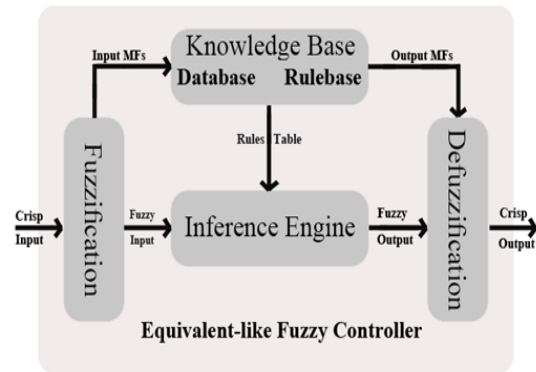 Knowledge Base
Database Rulebase
Input MFs
Output MFs
Rules Table
Fuzzification
Defuzzification
Inference Engine
Crisp
Input
Fuzzy
Input
Fuzzy
Output
Crisp
Output
Equivalent-like Fuzzy Controller